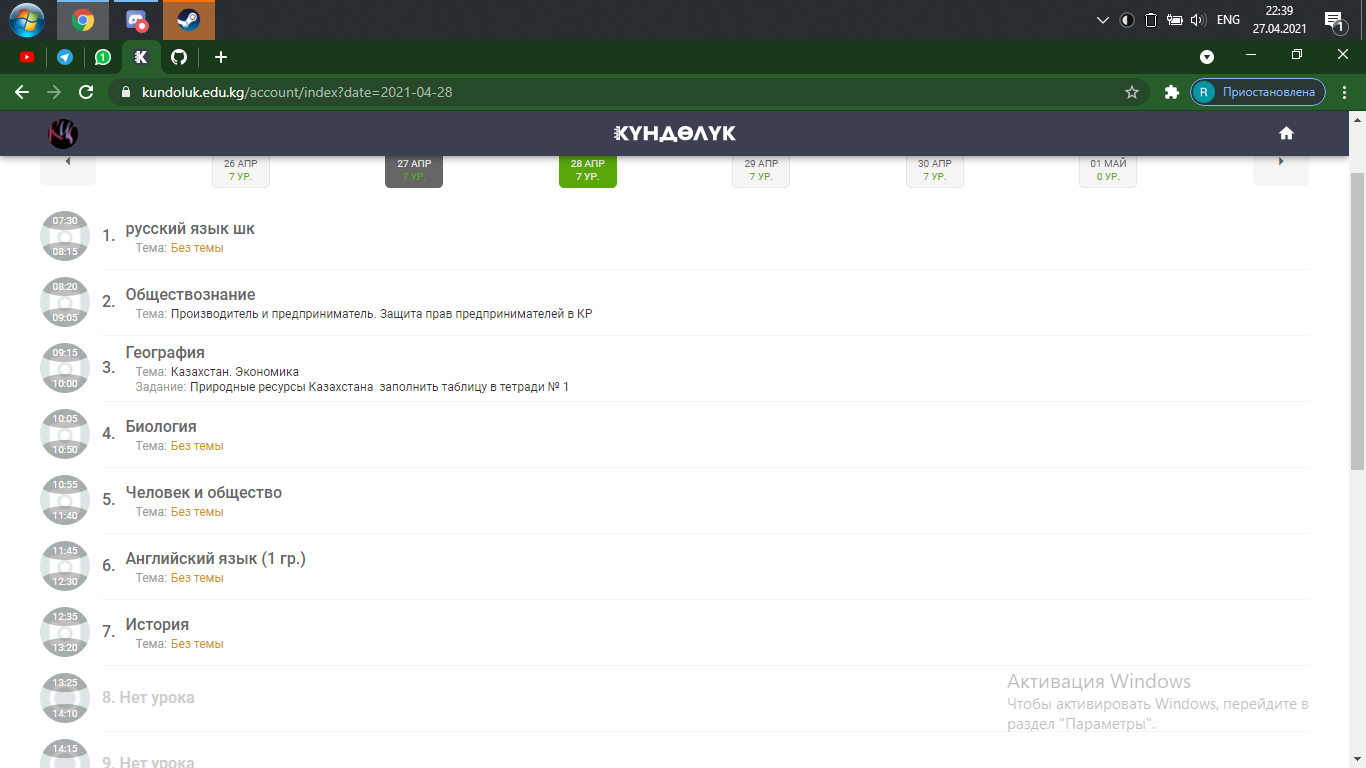 ENG
22:39
27.04.2021
1
1
kundoluk.edu.kg/account/index?date=2021-04-28
R Приостановлена
КҮНДӨЛҮК
26 АПР
7 УР.
27 АПР
7 УР.
28 АПР
7 УР.
29 АПР
7 УР.
30 АПР
7 УР.
01 МАЙ
0 УР.
07:30
08:15
1. русский язык шк
Тема: Без темы
08:20
09:05
2. Обществознание
Тема: Производитель и предприниматель. Защита прав предпринимателей в КР
09:15
10:00
3. География
Тема: Казахстан. Экономика
Задание: Природные ресурсы Казахстана  заполнить таблицу в тетради № 1
10:05
10:50
4. Биология
Тема: Без темы
10:55
11:40
5. Человек и общество
Тема: Без темы
11:45
12:30
6. Английский язык (1 гр.)
Тема: Без темы
12:35
13:20
7. История
Тема: Без темы
13:25
14:10
8. Нет урока
14:15
9. Нет урока
Активация Windows
Чтобы активировать Windows, перейдите в
раздел "Параметры".